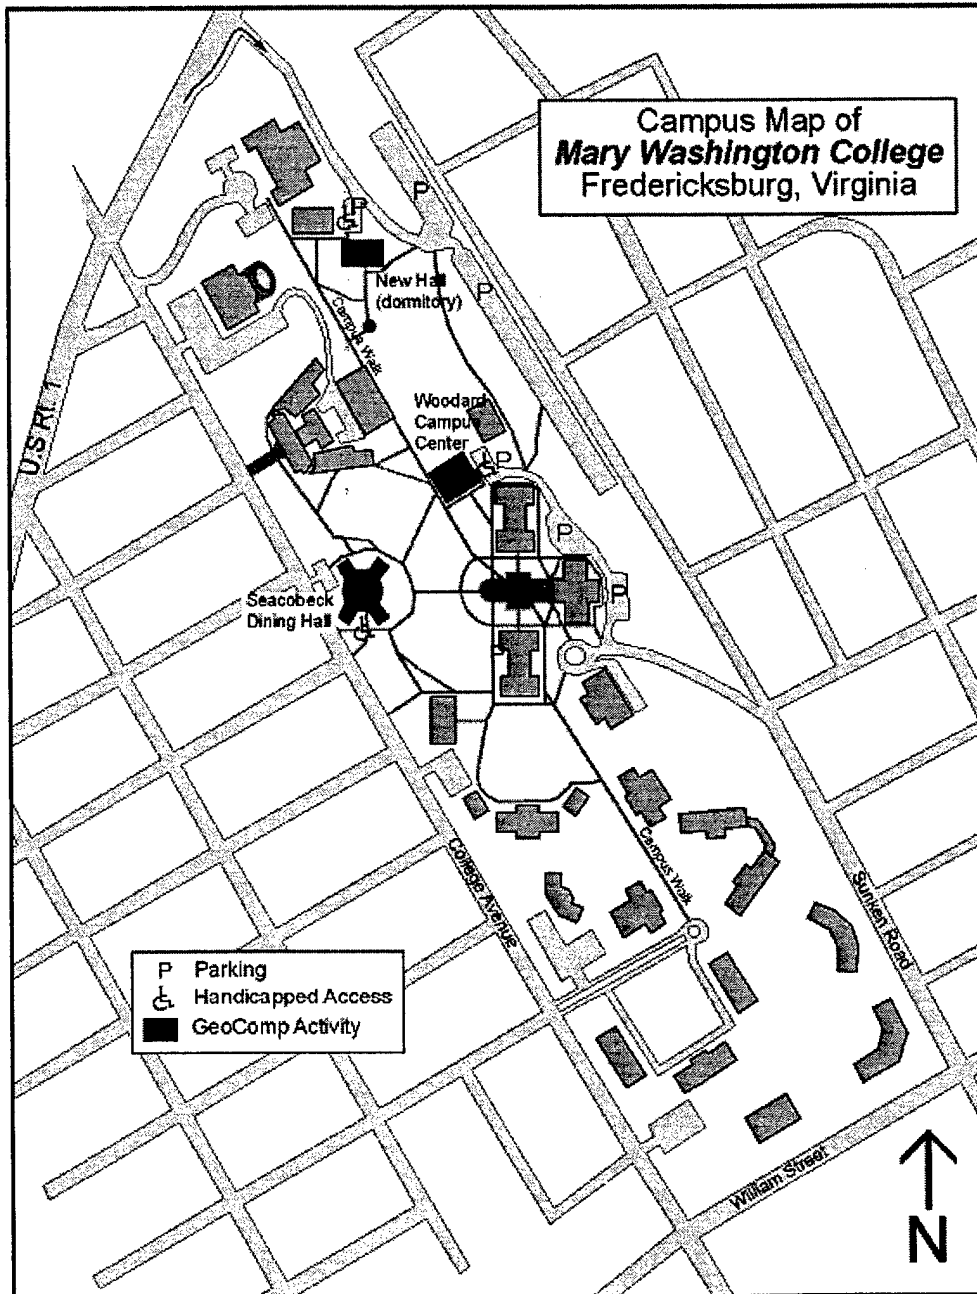 Campus Map of
Mary Washington College
Fredericksburg, Virginia
P
P
New Hall
(dormitory)
P
Campus Walk
U.S Rt. 1
Woodard
Campus
Center
P
P
P
Seacobeck
Dining Hall
College Avenue
Campus Walk
Sunken Road
P Parking
Handicapped Access
GeoComp Activity
William Street
N